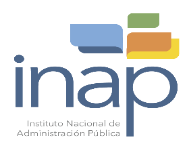 inap
Instituto Nacional de
Administración Pública